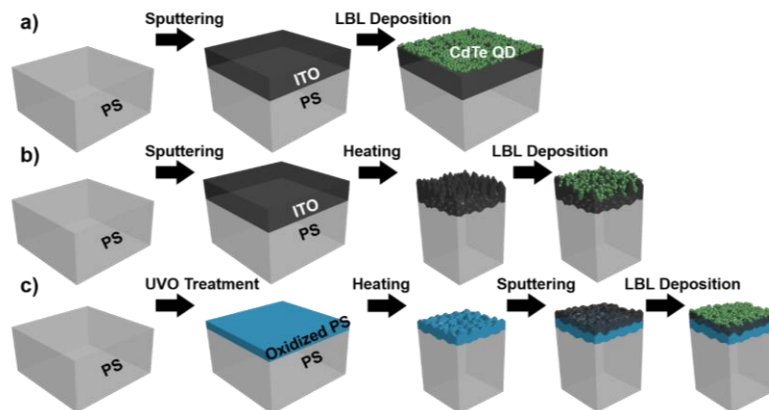 a)
Sputtering
LBL Deposition
PS
ITO
PS
CdTe QD
b)
Sputtering
Heating
LBL Deposition
PS
ITO
PS
c)
UVO Treatment
Heating
Sputtering
LBL Deposition
PS
Oxidized PS
PS